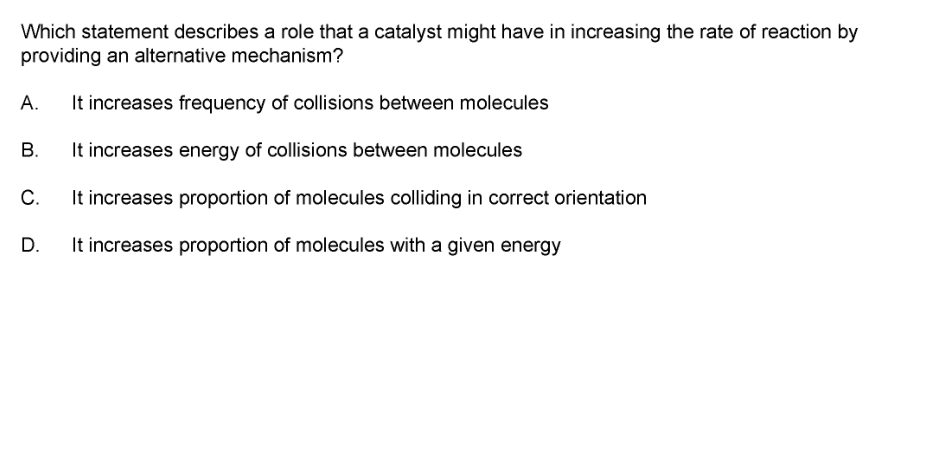 Which statement describes a role that a catalyst might have in increasing the rate of reaction by
providing an alternative mechanism?
A. It increases frequency of collisions between molecules
B. It increases energy of collisions between molecules
C. It increases proportion of molecules colliding in correct orientation
D. It increases proportion of molecules with a given energy